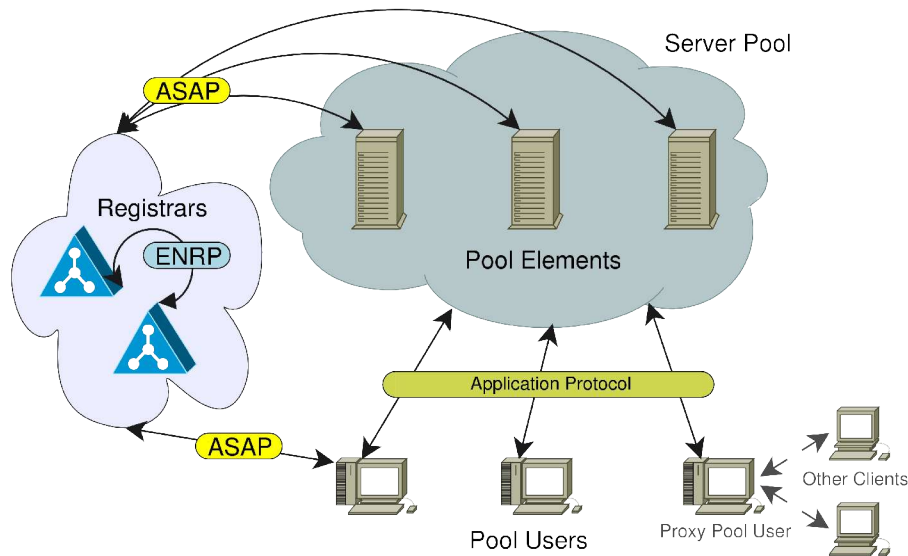 Server Pool
ASAP
Registrars
ENRP
Pool Elements
Application Protocol
ASAP
Other Clients
Pool Users
Proxy Pool User